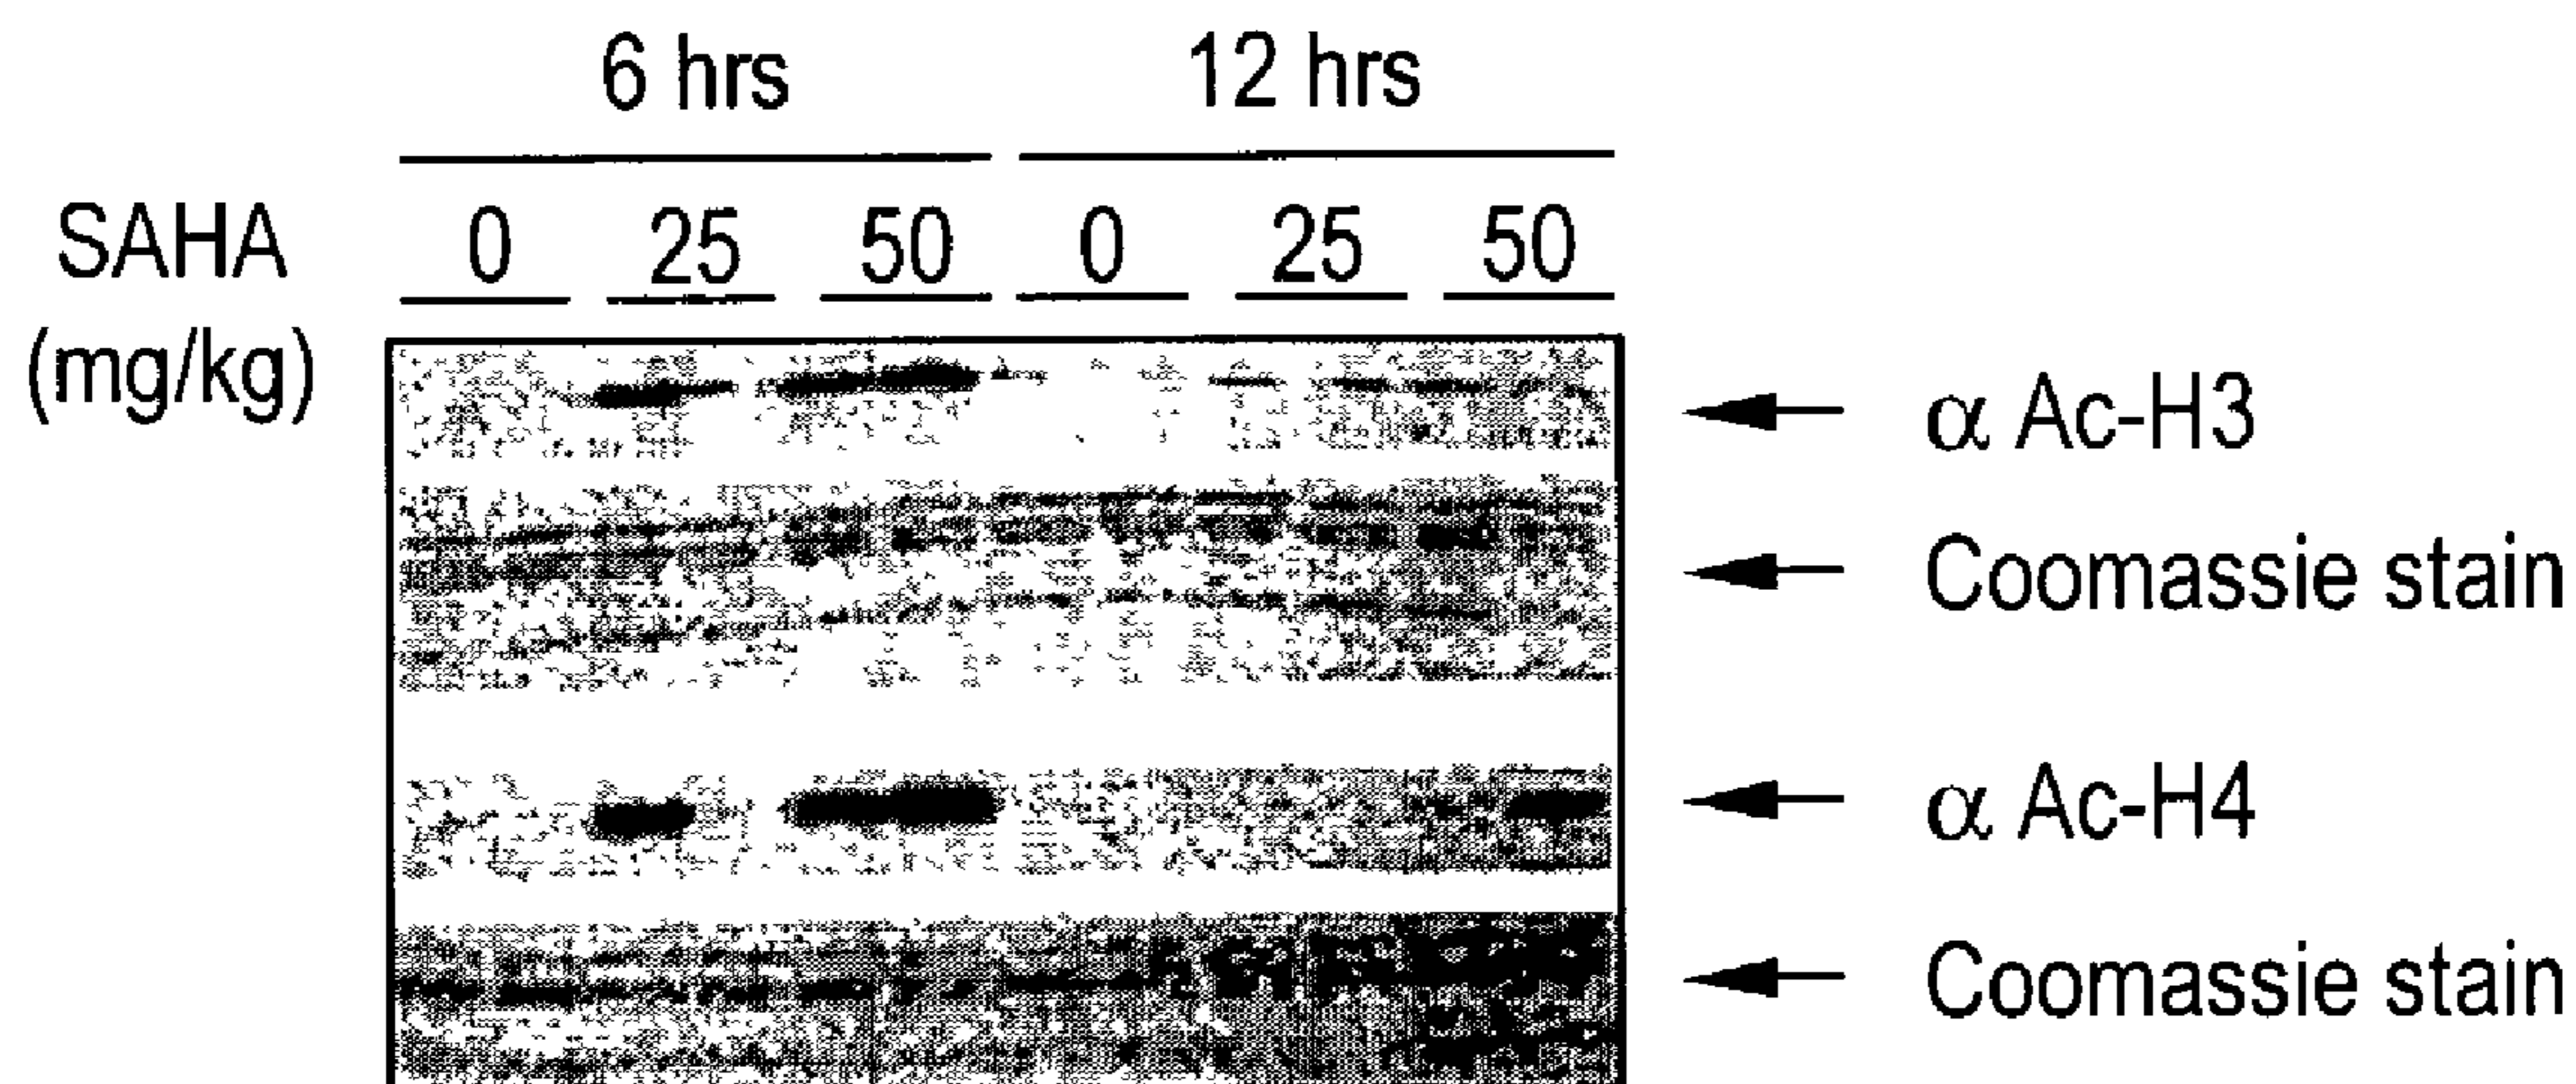 6 hrs 12 hrs
SAHA 0 25 50 0 25 50
(mg/kg)
α Ac-H3
Coomassie stain
α Ac-H4
Coomassie stain